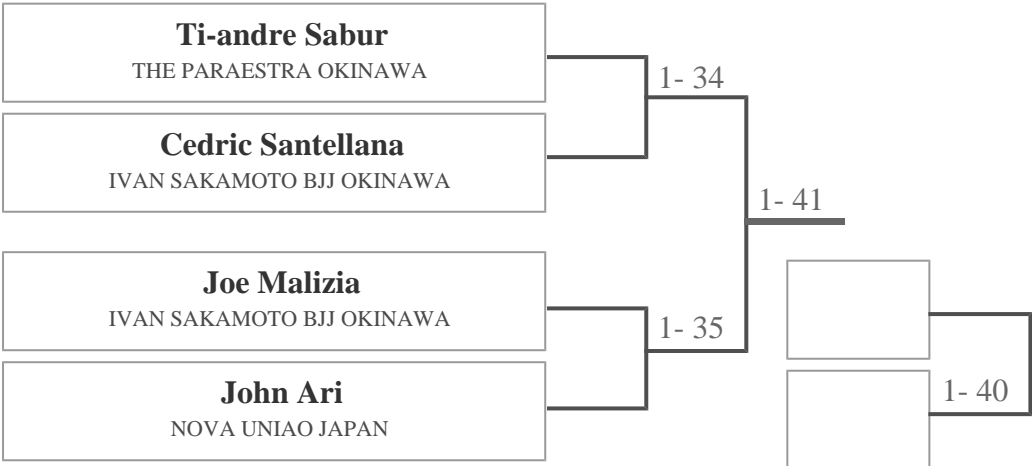 Ti-andre Sabur
THE PARAESTRA OKINAWA
1- 34
Cedric Santellana
IVAN SAKAMOTO BJJ OKINAWA
1- 41
Joe Malizia
IVAN SAKAMOTO BJJ OKINAWA
1- 35
John Ari
NOVA UNIAO JAPAN
1- 40